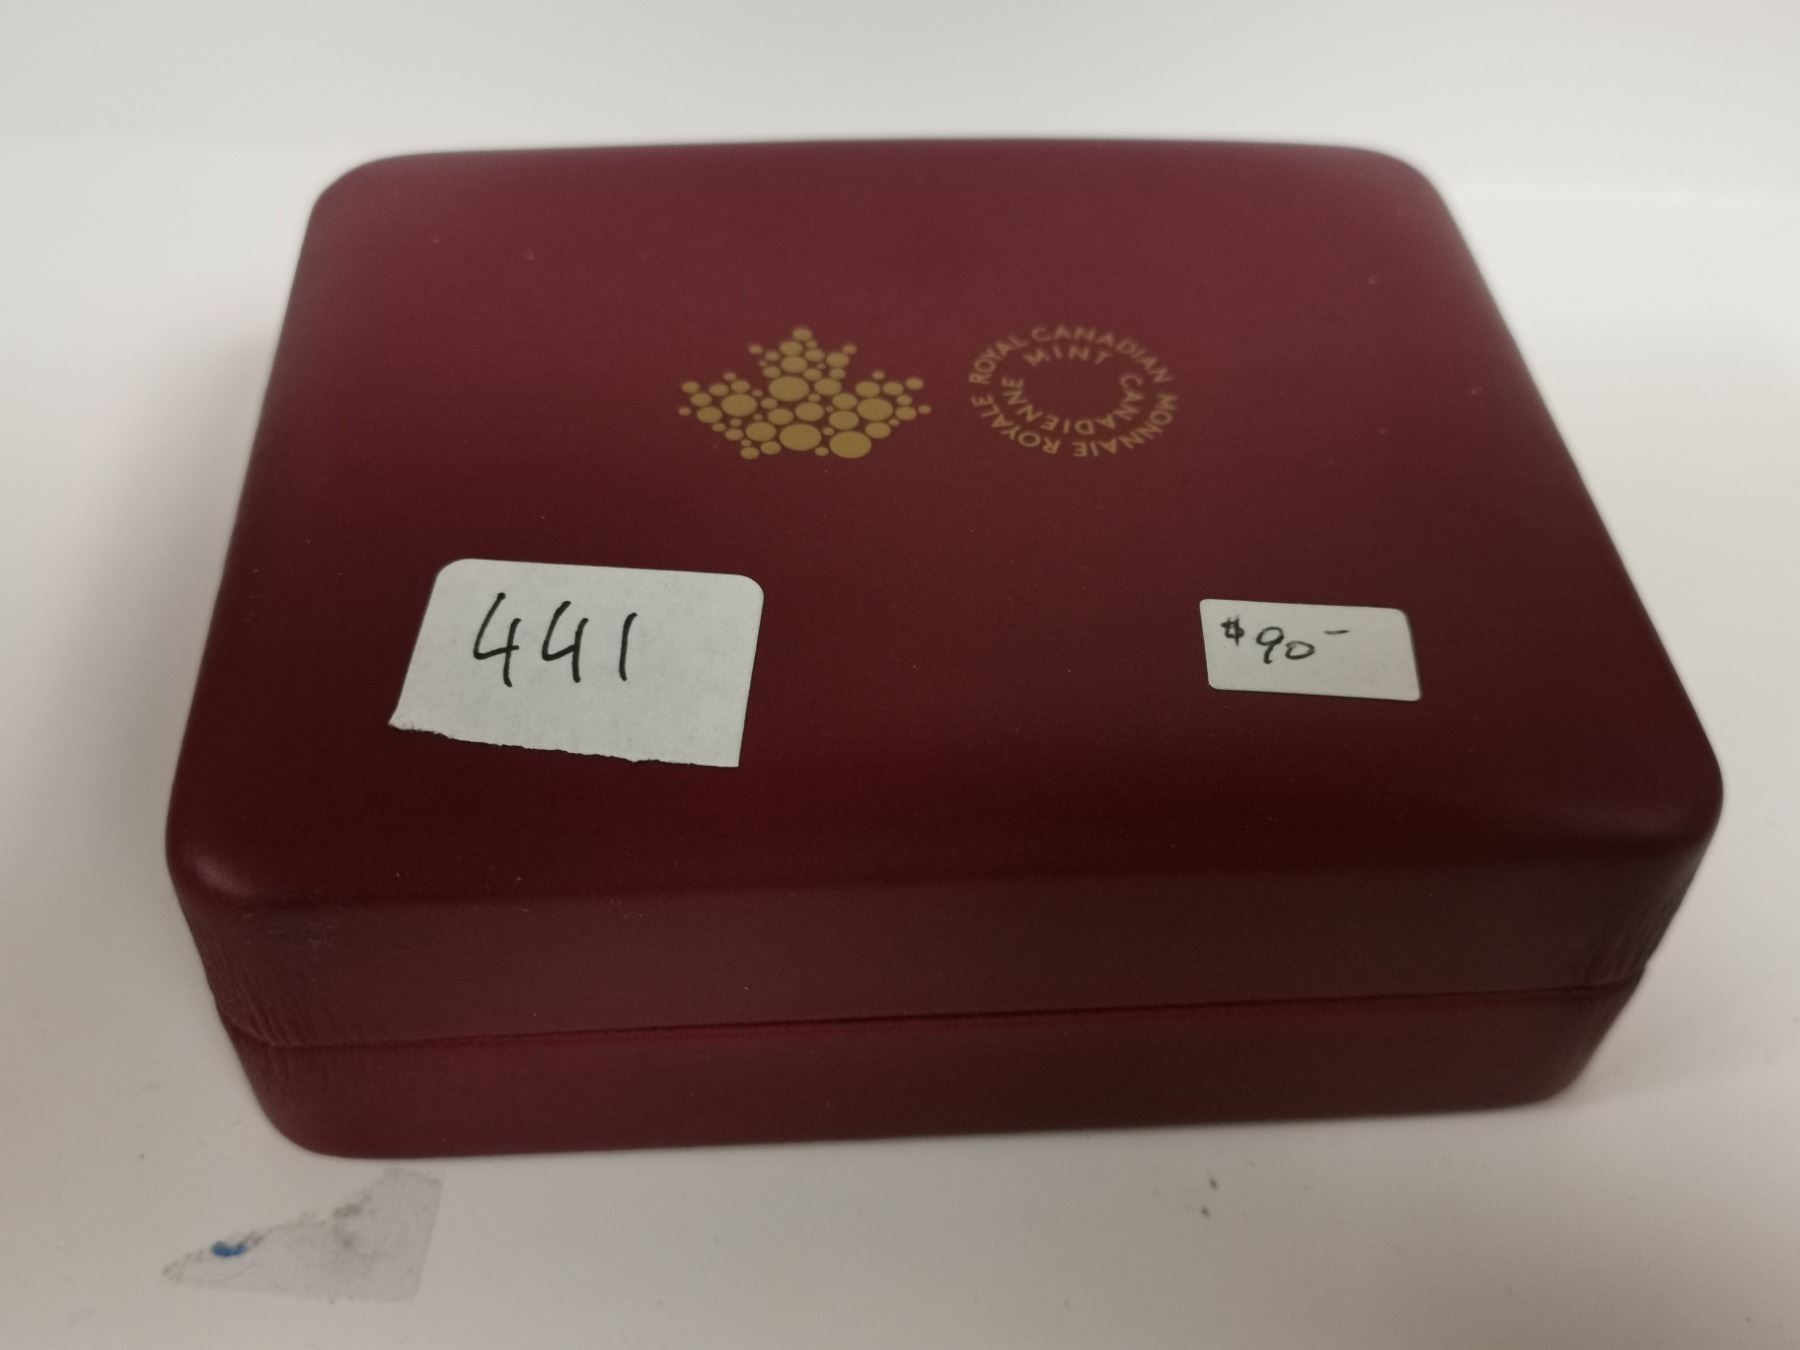 ROYAL CANADIAN MINT
MONNAIE ROYALE CANADIENNE
441
$90-